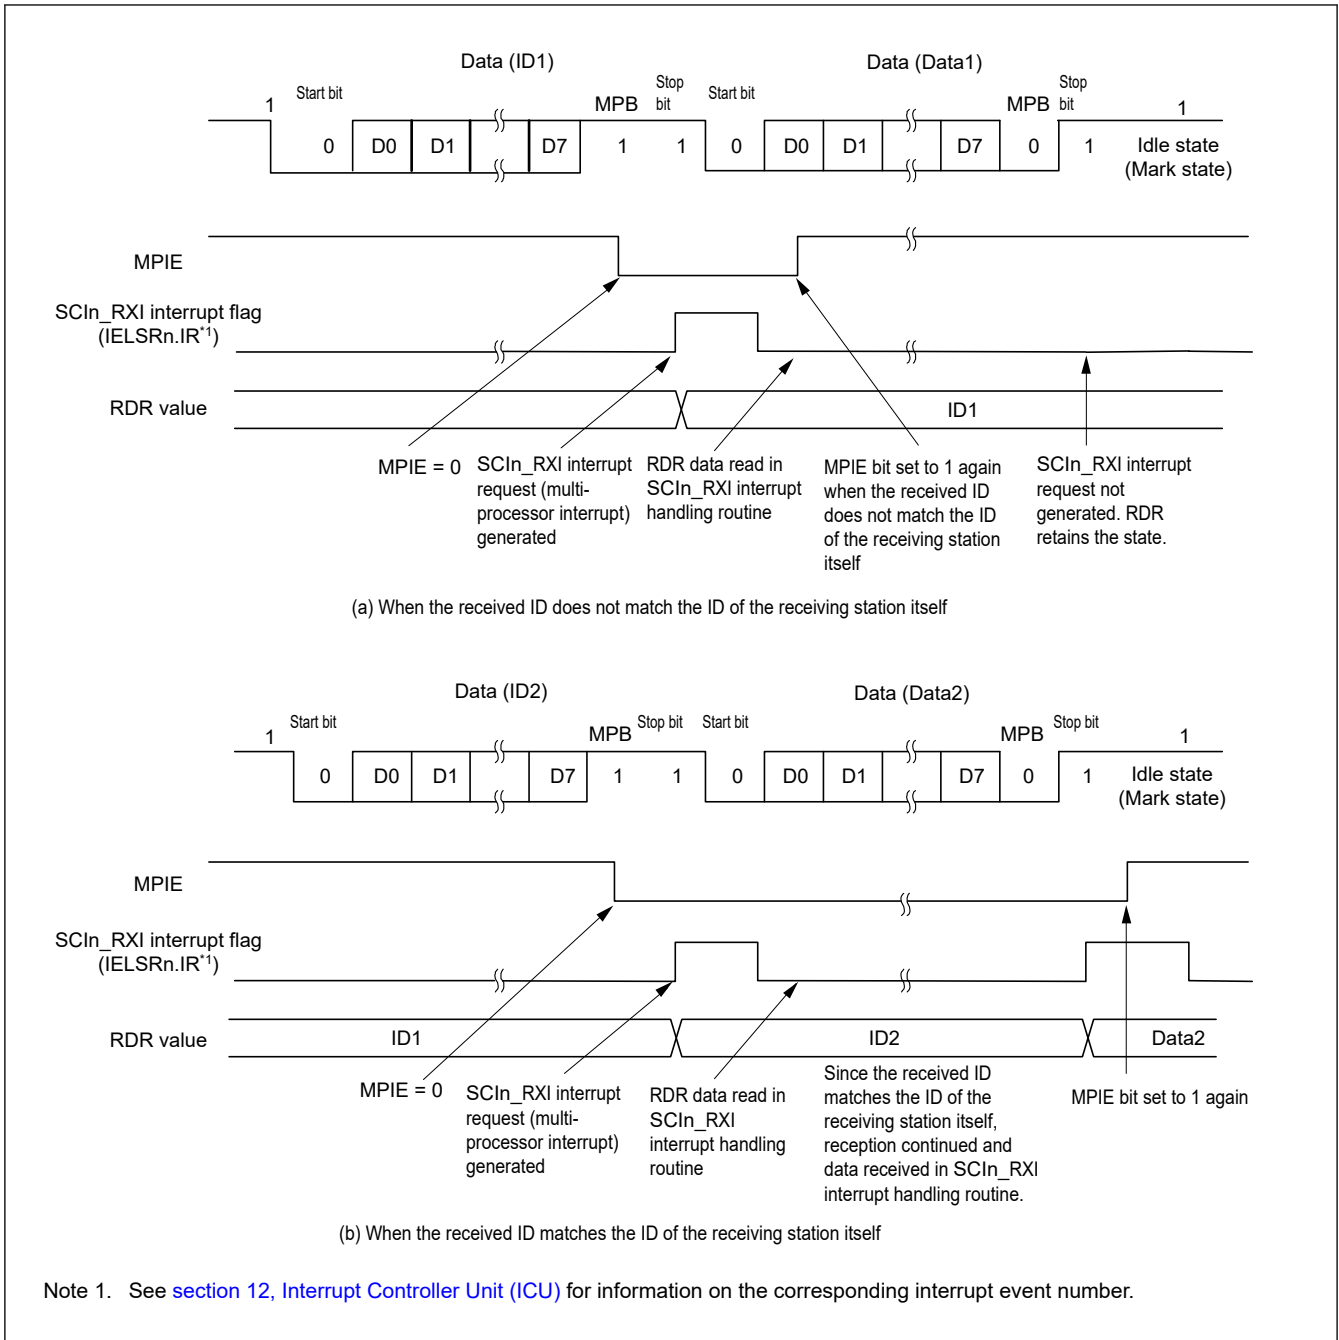 Data (ID1) Data (Data1)
1 Start bit MPB Stop bit Start bit MPB Stop bit 1
0 D0 D1 D7 1 1 0 D0 D1 D7 0 1 Idle state (Mark state)
MPIE
SCIn_RXI interrupt flag
(IELSRn.IR*1)
RDR value ID1
MPIE = 0
SCIn_RXI interrupt
request (multi-
processor interrupt)
generated
RDR data read in
SCIn_RXI interrupt
handling routine
MPIE bit set to 1 again
when the received ID
does not match the ID
of the receiving station
itself
SCIn_RXI interrupt
request not
generated. RDR
retains the state.
(a) When the received ID does not match the ID of the receiving station itself
Data (ID2) Data (Data2)
1 Start bit MPB Stop bit Start bit MPB Stop bit 1
0 D0 D1 D7 1 1 0 D0 D1 D7 0 1 Idle state (Mark state)
MPIE
SCIn_RXI interrupt flag
(IELSRn.IR*1)
RDR value ID1 ID2 Data2
MPIE = 0
SCIn_RXI interrupt
request (multi-
processor interrupt)
generated
RDR data read in
SCIn_RXI
interrupt handling
routine
Since the received ID
matches the ID of the
receiving station itself,
reception continued and
data received in SCIn_RXI
interrupt handling routine.
MPIE bit set to 1 again
(b) When the received ID matches the ID of the receiving station itself
Note 1. See section 12, Interrupt Controller Unit (ICU) for information on the corresponding interrupt event number.